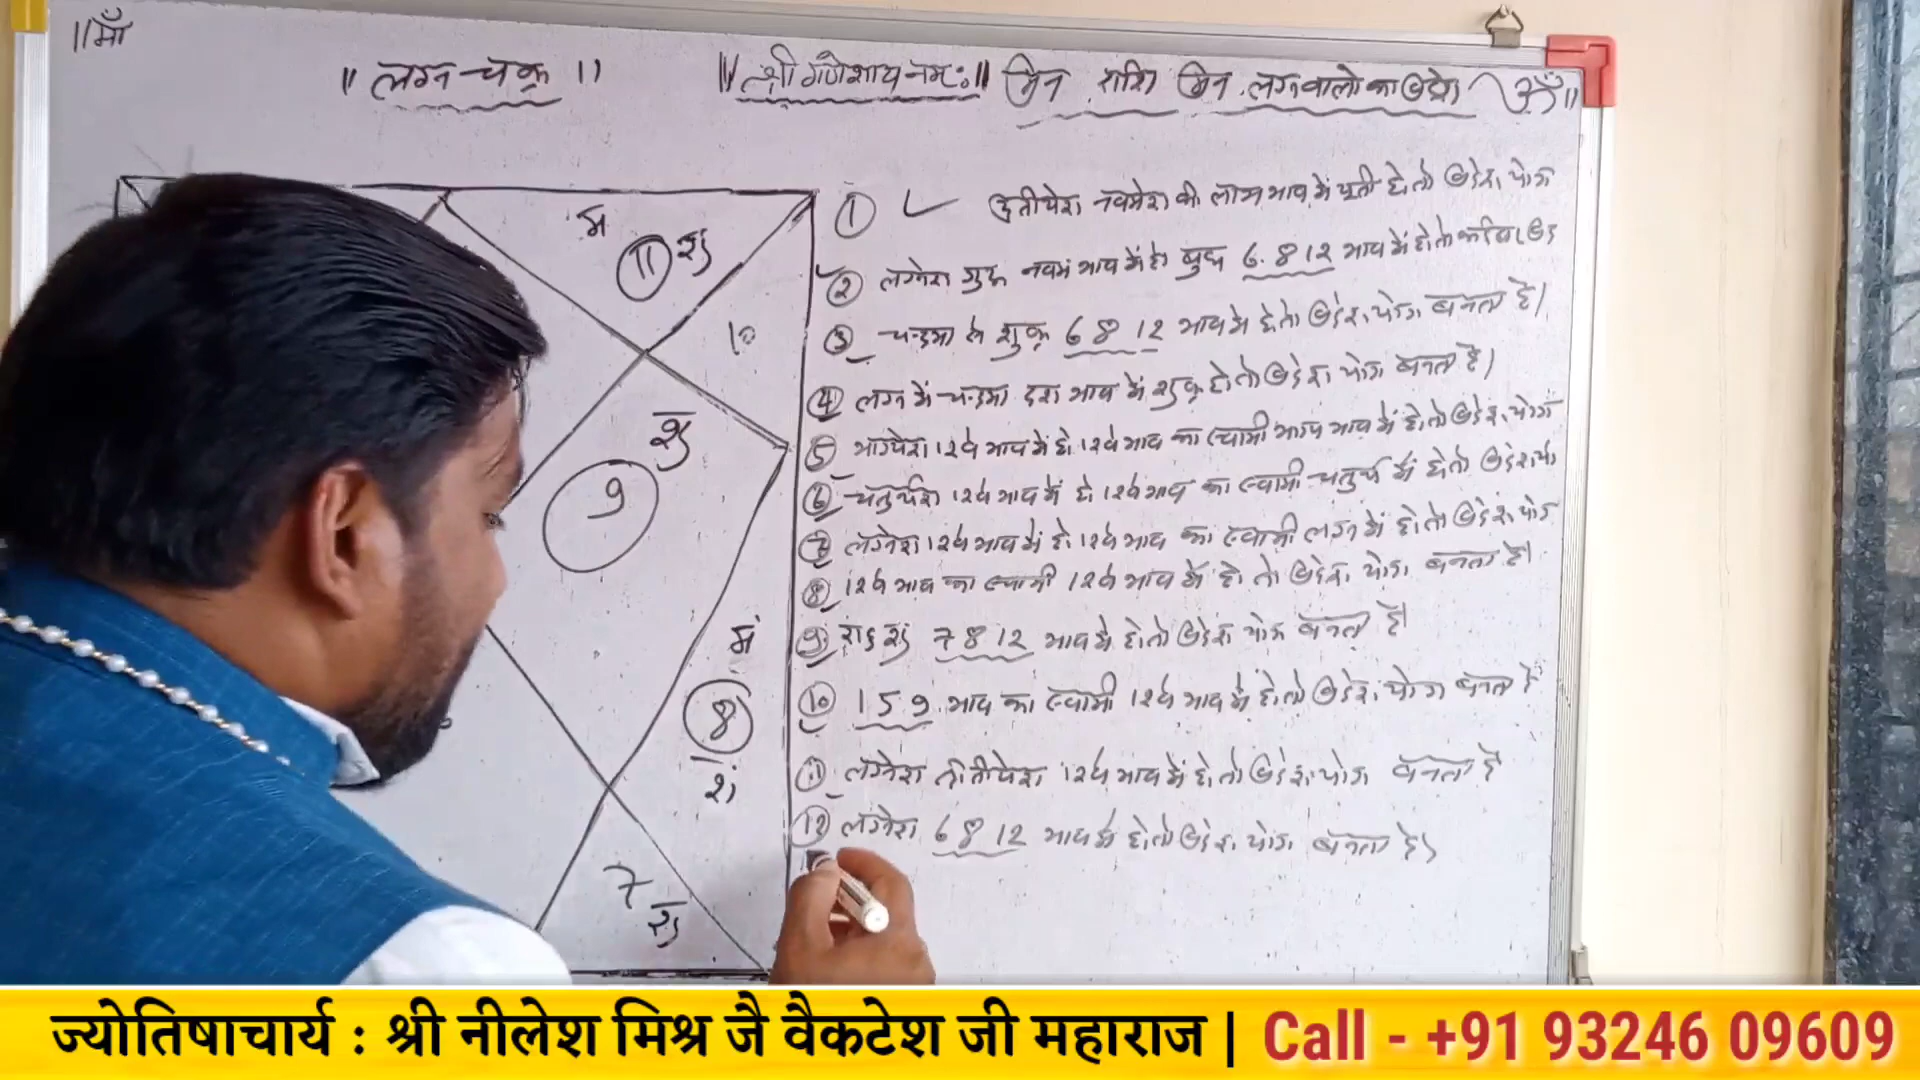 ।।माँ
।। लग्न चक्र ।।
।।श्री गणेशाय नमः।।
मिन राशि मिन लग्नवालो का
ॐ।।
म
11 शु
10
शु
9
मं
8
शं
7
शु
1 नवमेश की लाभ भाव में युती हो तो योग
2 लग्नेश गुरू नवमं भाव में हो बुध 6.8 12 भाव में हो तो
3 चन्द्रमा से शुक्र 6 8 12 भाव में हो तो योग बनता है।
4 लग्न में चन्द्रमा दश भाव में शुक्र हो तो योग बनता है।
5 भाग्येश 12वे भाव में हो 12वे भाव का स्वामी भाग्य भाव में हो तो योग
6 चतुर्थेश 12वे भाव में हो 12वे भाव का स्वामी चतुर्थ में हो तो
7 लग्नेश 12वे भाव में हो 12वे भाव का स्वामी लग्न में हो तो योग
8 12वे भाव का स्वामी 12वे भाव में हो तो योग बनता है।
9 7 8 12 भाव में हो तो योग बनता है।
10 1 5 9 भाव का स्वामी 12वे भाव में हो तो योग बनता है
11 लग्नेश 12वे भाव में हो तो योग बनता है
12 लग्नेश 6 8 12 भाव में हो तो योग बनता है।
ज्योतिषाचार्य : श्री नीलेश मिश्र जै वैकटेश जी महाराज | Call - +91 93246 09609